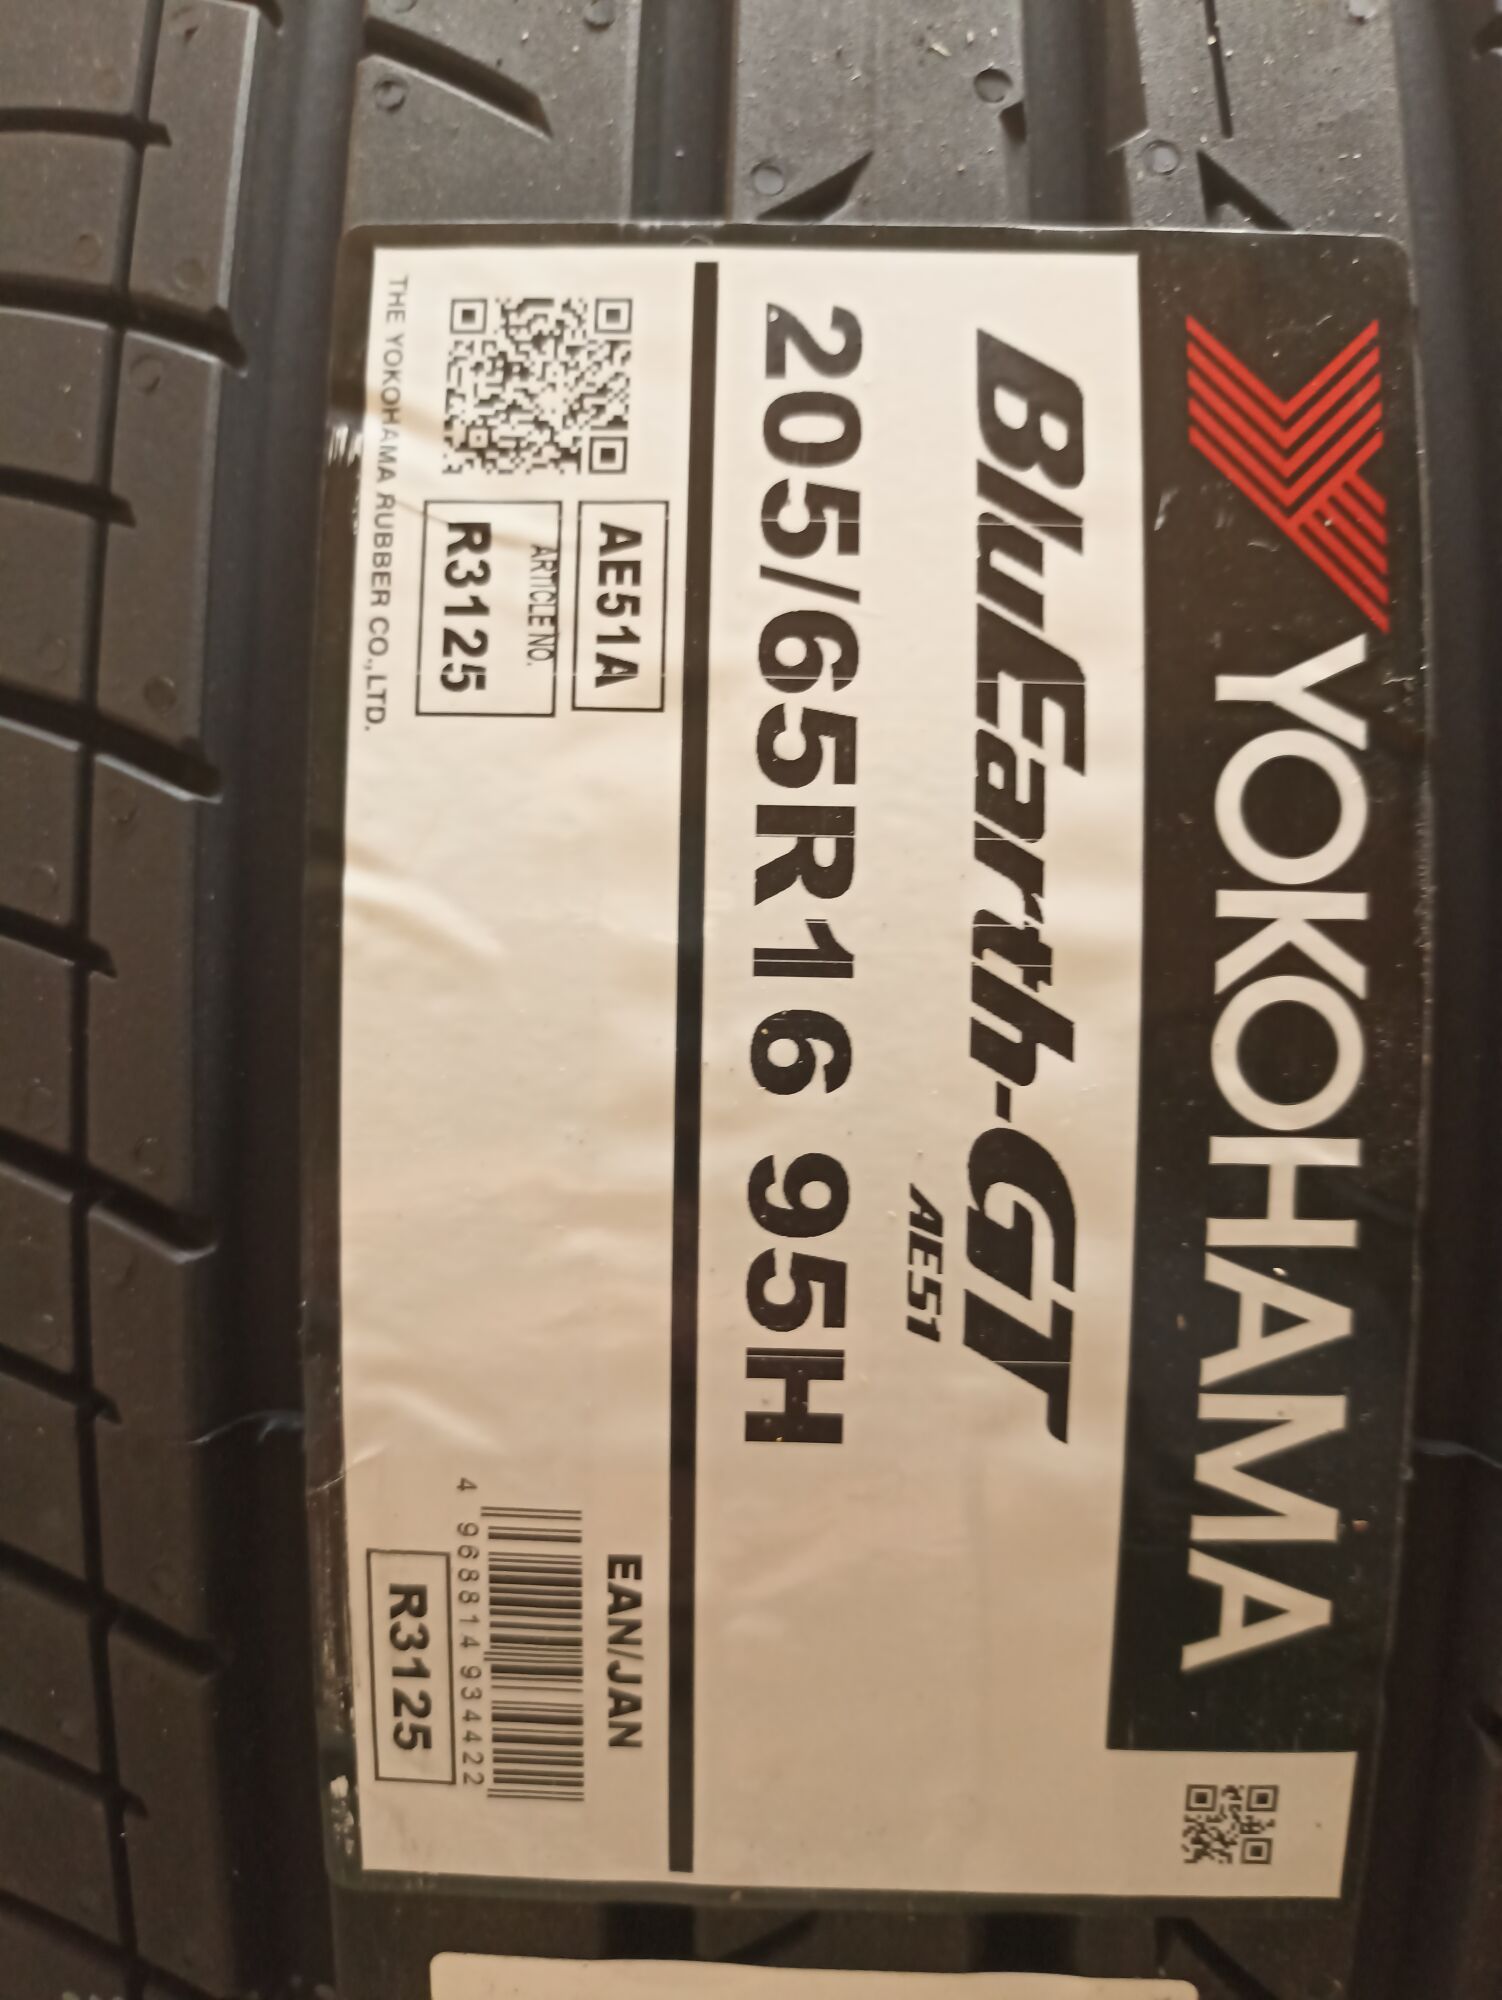 YOKOHAMA
BluEarth-GT
AE51
205/65R16 95H
AE51A
ARTICLE NO.
R3125
THE YOKOHAMA RUBBER CO.,LTD.
EAN/JAN
4 968814 934422
R3125